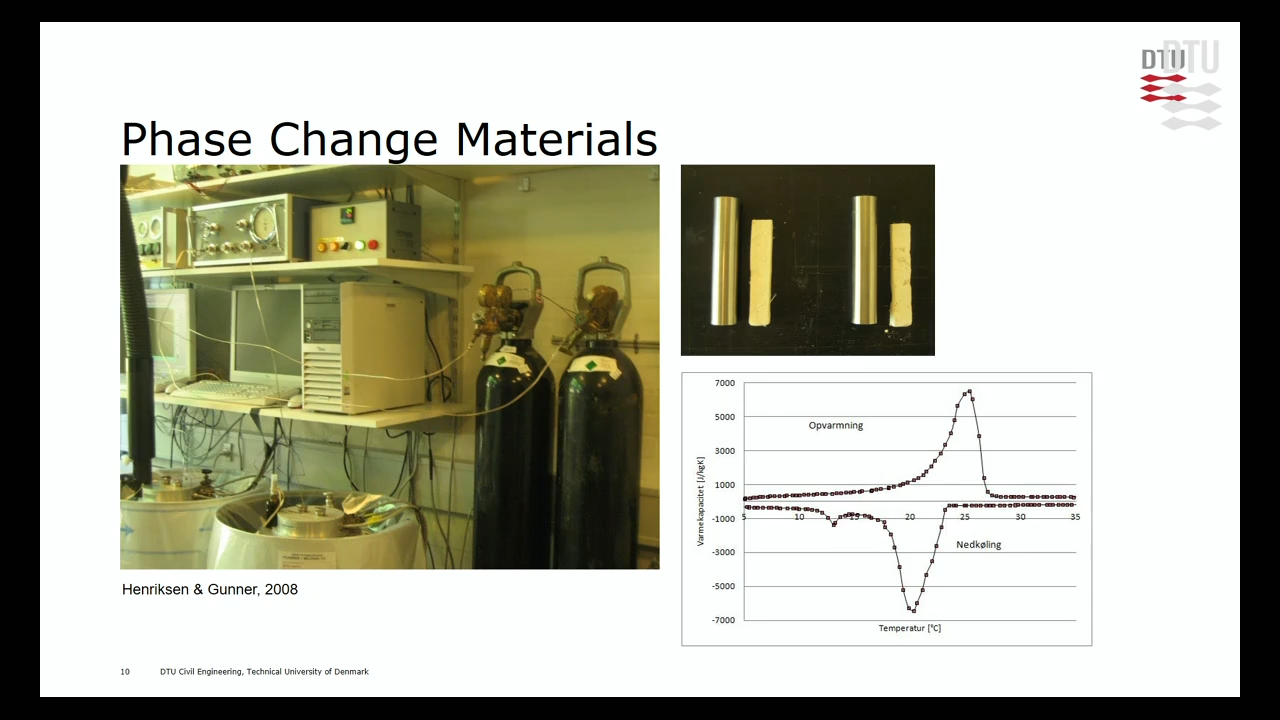 DTU
DTU
Phase Change Materials
7000
5000
3000
1000
-1000
-3000
-5000
-7000
5
10
15
20
25
30
35
Opvarmning
Nedkøling
Varmekapacitet [J/kgK]
Temperatur [°C]
Henriksen & Gunner, 2008
10 DTU Civil Engineering, Technical University of Denmark